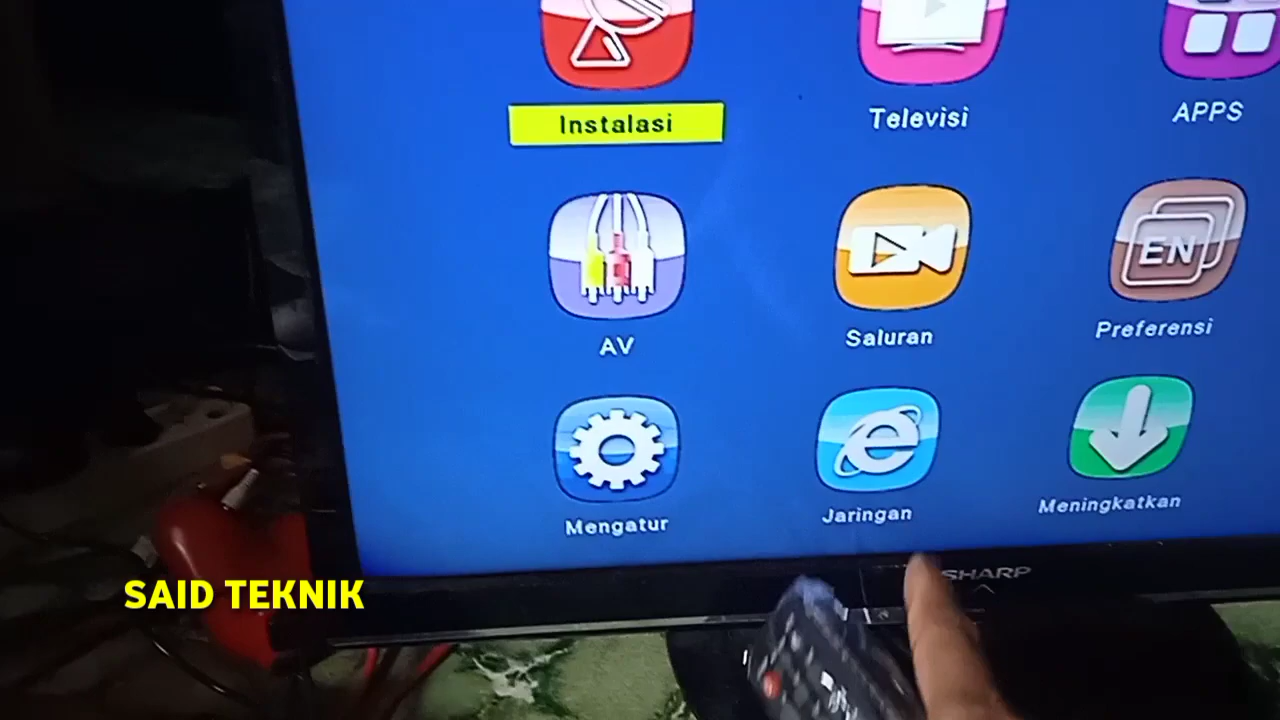 Instalasi
Televisi
APPS
AV
Saluran
EN
Preferensi
Mengatur
Jaringan
Meningkatkan
SHARP
SAID TEKNIK